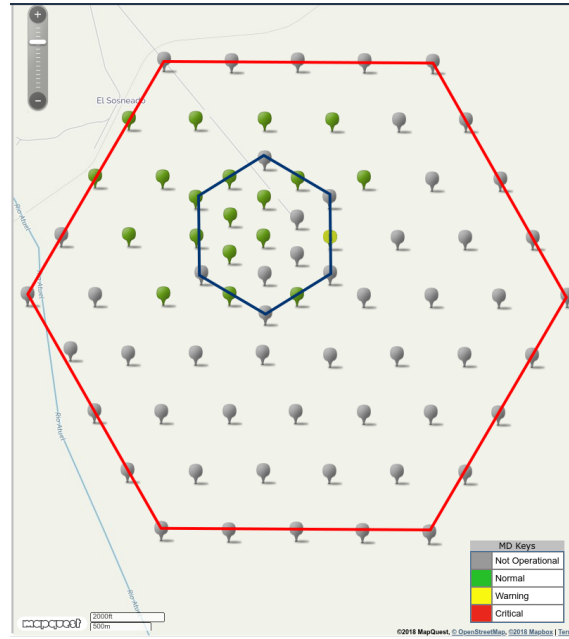 El Sosneado
Rio Atuel
Rio Atuel
Rio Atuel
MD Keys
Not Operational
Normal
Warning
Critical
mapquest
2000ft
500m
©2018 MapQuest, © OpenStreetMap, ©2018 Mapbox | Ter